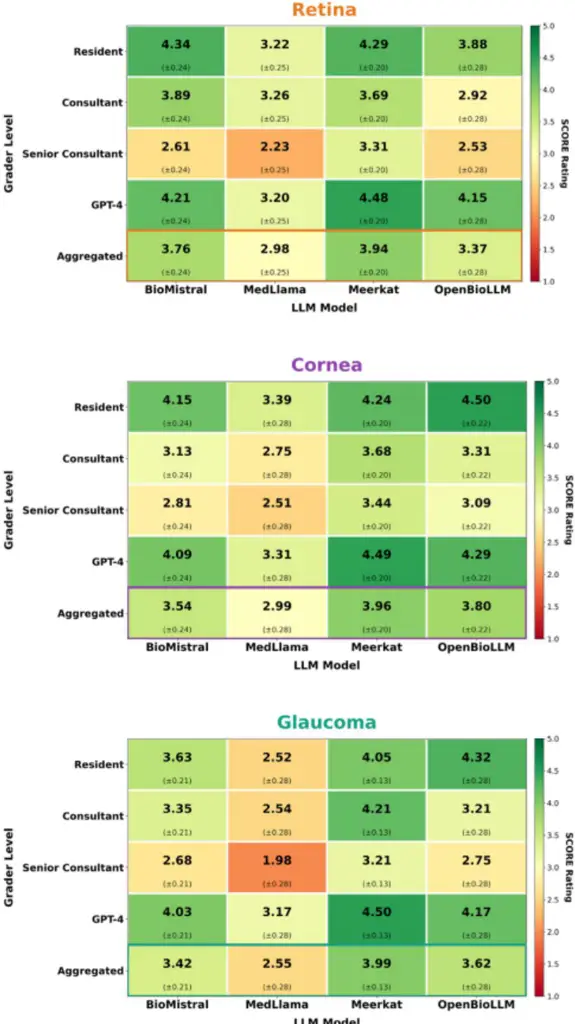 Retina
Grader Level
Resident 4.34 (±0.24) 3.22 (±0.25) 4.29 (±0.20) 3.88 (±0.28)
Consultant 3.89 (±0.24) 3.26 (±0.25) 3.69 (±0.20) 2.92 (±0.28)
Senior Consultant 2.61 (±0.24) 2.23 (±0.25) 3.31 (±0.20) 2.53 (±0.28)
GPT-4 4.21 (±0.24) 3.20 (±0.25) 4.48 (±0.20) 4.15 (±0.28)
Aggregated 3.76 (±0.24) 2.98 (±0.25) 3.94 (±0.20) 3.37 (±0.28)
BioMistral MedLlama Meerkat OpenBioLLM
LLM Model
5.0
4.5
4.0
3.5
3.0
2.5
2.0
1.5
1.0
SCORE Rating
Cornea
Grader Level
Resident 4.15 (±0.24) 3.39 (±0.28) 4.24 (±0.20) 4.50 (±0.22)
Consultant 3.13 (±0.24) 2.75 (±0.28) 3.68 (±0.20) 3.31 (±0.22)
Senior Consultant 2.81 (±0.24) 2.51 (±0.28) 3.44 (±0.20) 3.09 (±0.22)
GPT-4 4.09 (±0.24) 3.31 (±0.28) 4.49 (±0.20) 4.29 (±0.22)
Aggregated 3.54 (±0.24) 2.99 (±0.28) 3.96 (±0.20) 3.80 (±0.22)
BioMistral MedLlama Meerkat OpenBioLLM
LLM Model
5.0
4.5
4.0
3.5
3.0
2.5
2.0
1.5
1.0
SCORE Rating
Glaucoma
Grader Level
Resident 3.63 (±0.21) 2.52 (±0.28) 4.05 (±0.13) 4.32 (±0.28)
Consultant 3.35 (±0.21) 2.54 (±0.28) 4.21 (±0.13) 3.21 (±0.28)
Senior Consultant 2.68 (±0.21) 1.98 (±0.28) 3.21 (±0.13) 2.75 (±0.28)
GPT-4 4.03 (±0.21) 3.17 (±0.28) 4.50 (±0.13) 4.17 (±0.28)
Aggregated 3.42 (±0.21) 2.55 (±0.28) 3.99 (±0.13) 3.62 (±0.28)
BioMistral MedLlama Meerkat OpenBioLLM
LLM Model
5.0
4.5
4.0
3.5
3.0
2.5
2.0
1.5
1.0
SCORE Rating